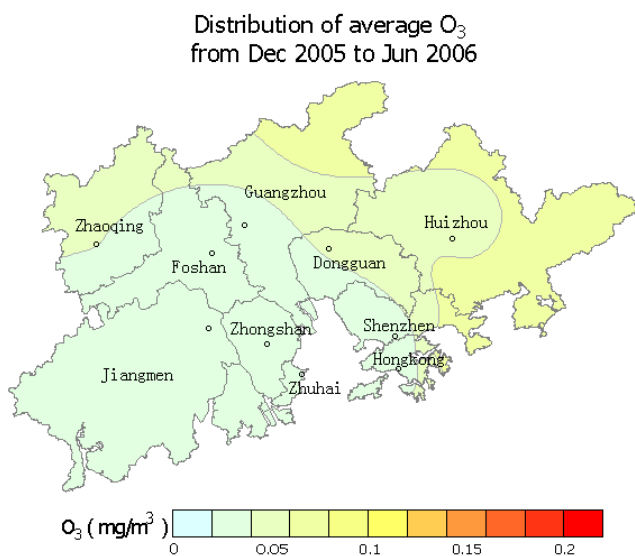 Distribution of average O₃
from Dec 2005 to Jun 2006
Guangzhou
Zhaoqing
Huizhou
Foshan
Dongguan
Shenzhen
Zhongshan
Hongkong
Jiangmen
Zhuhai
O₃ (mg/m³)
0 0.05 0.1 0.15 0.2